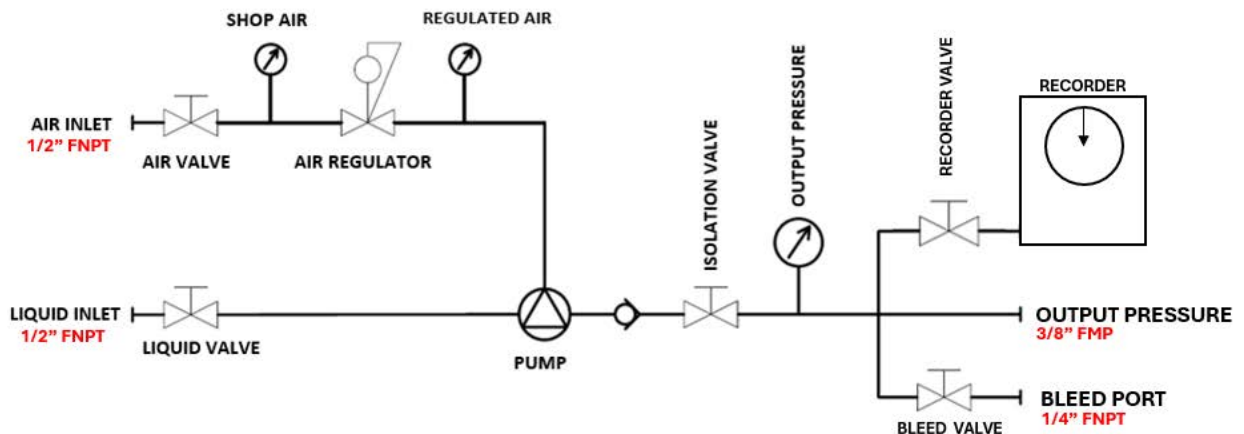 SHOP AIR
REGULATED AIR
AIR INLET
1/2” FNPT
AIR VALVE
AIR REGULATOR
OUTPUT PRESSURE
RECORDER VALVE
RECORDER
ISOLATION VALVE
LIQUID INLET
1/2” FNPT
LIQUID VALVE
PUMP
OUTPUT PRESSURE
3/8” FMP
BLEED PORT
1/4” FNPT
BLEED VALVE